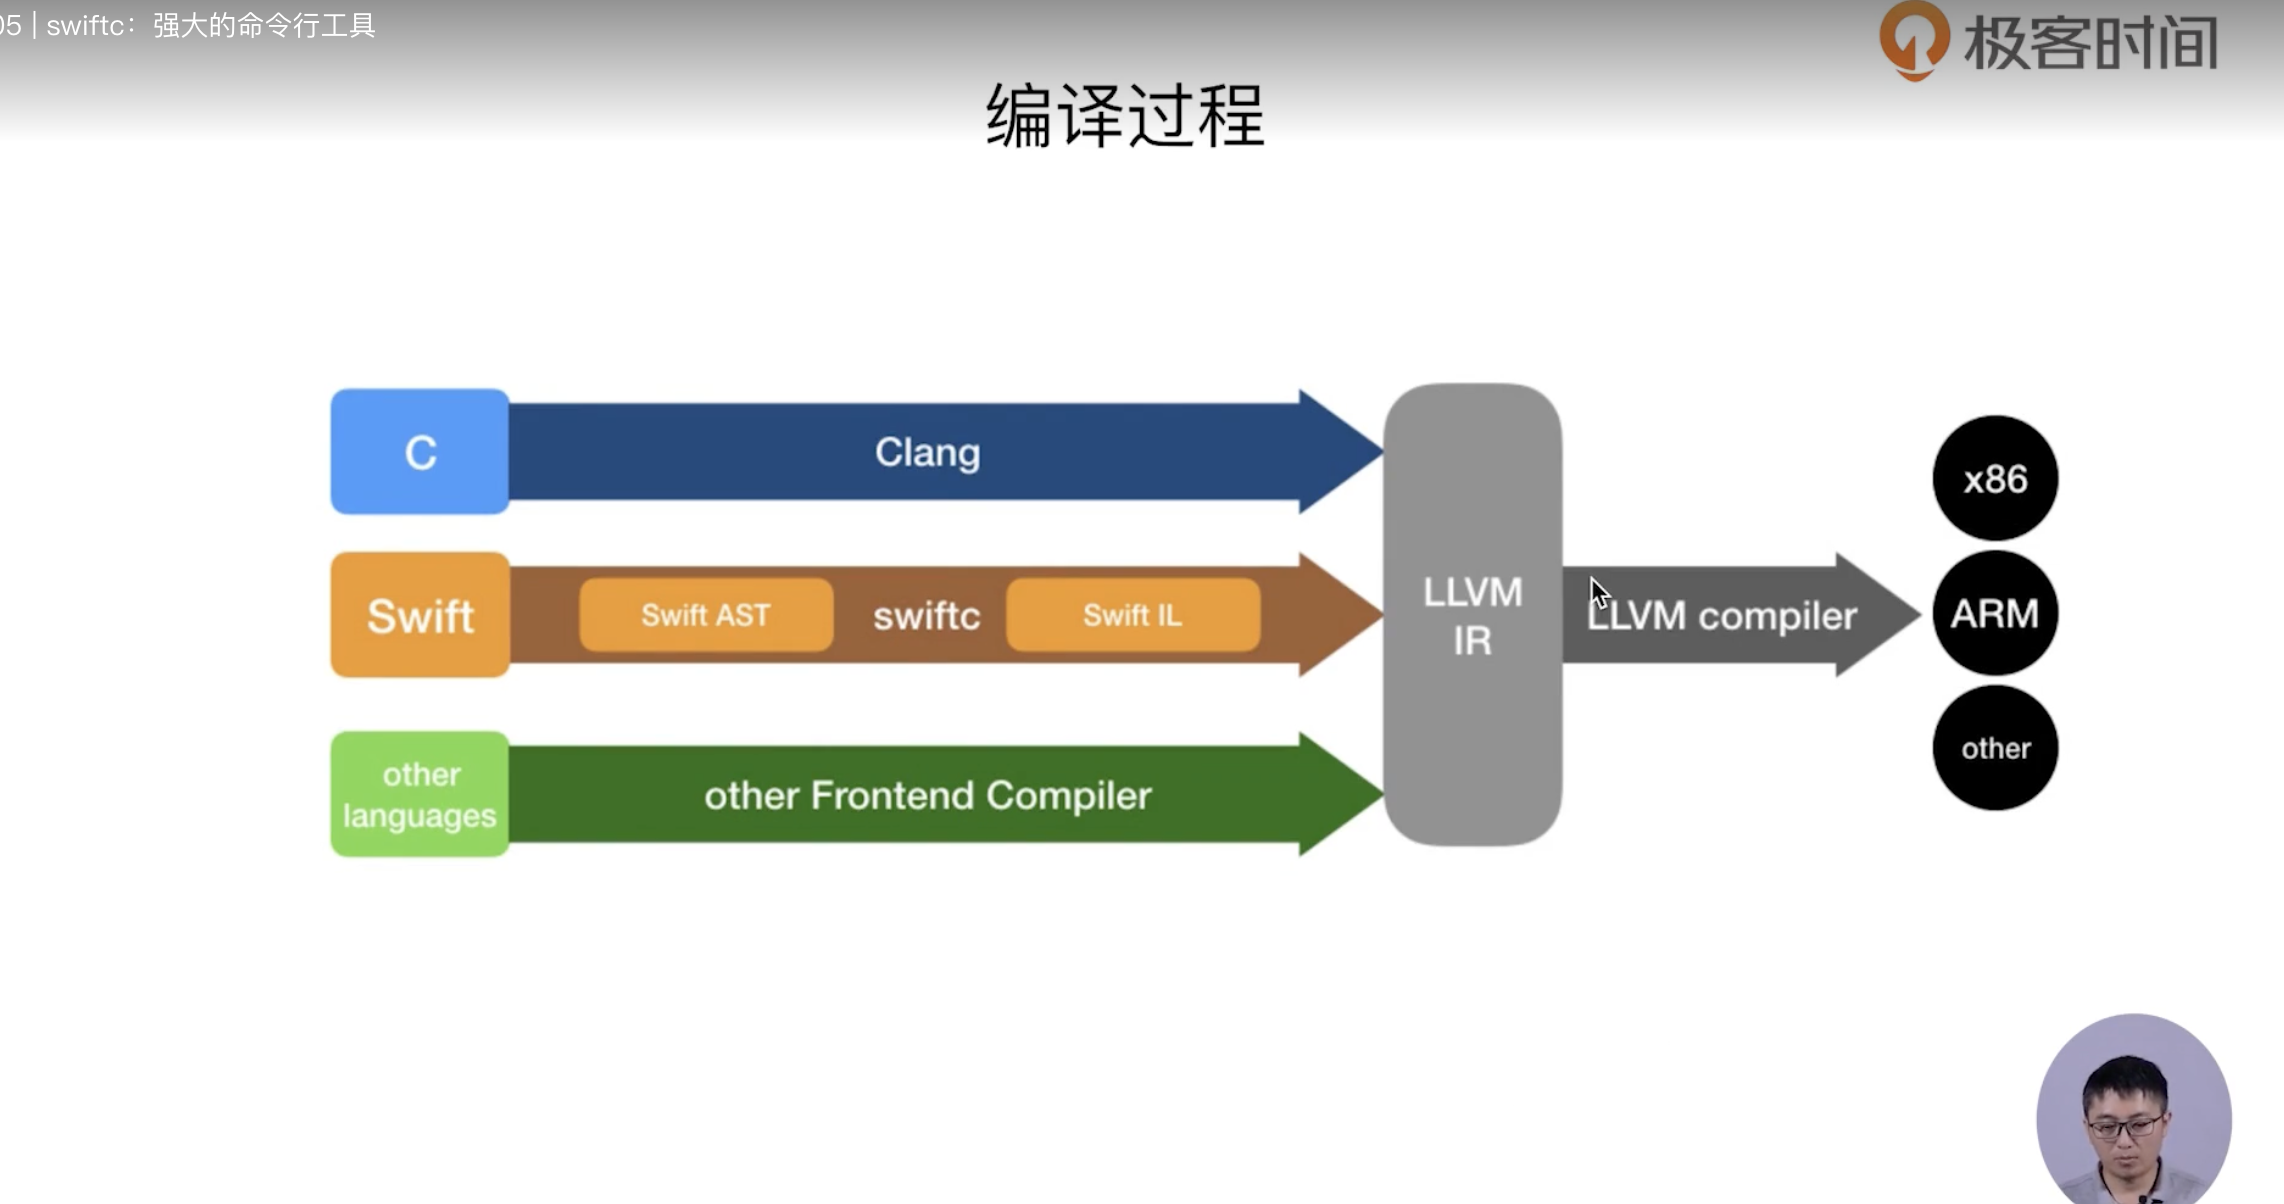 05 | swiftc：强大的命令行工具
极客时间
编译过程
C
Clang
Swift
Swift AST
swiftc
Swift IL
other
languages
other Frontend Compiler
LLVM
IR
LLVM compiler
x86
ARM
other